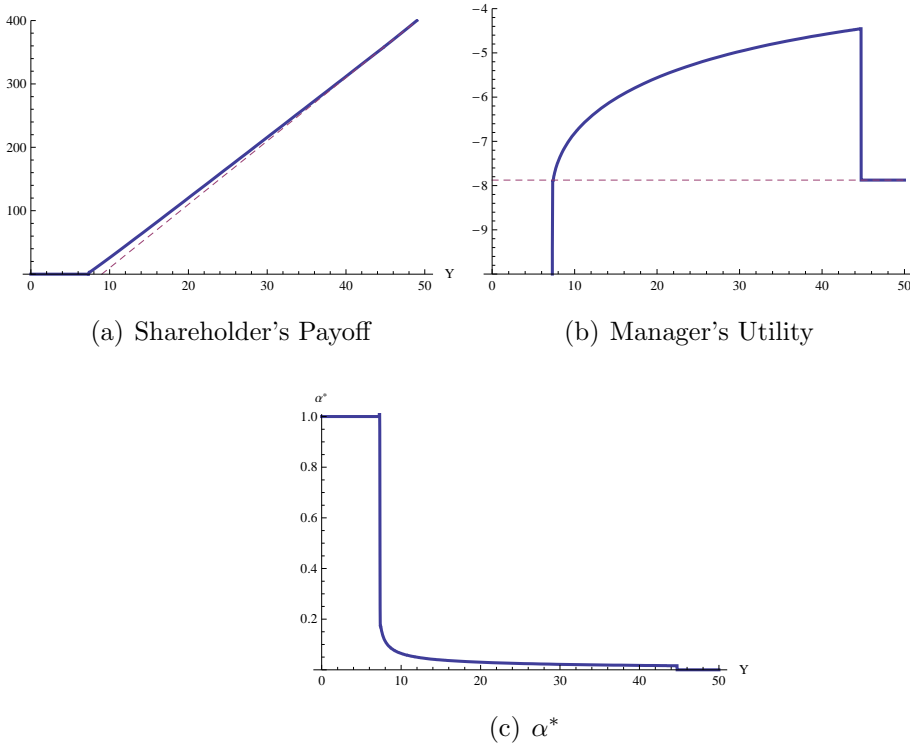 400
300
200
100
0 10 20 30 40 50
Y
(a) Shareholder's Payoff
-4
-5
-6
-7
-8
-9
0 10 20 30 40 50
(b) Manager's Utility
α*
1.0
0.8
0.6
0.4
0.2
0 10 20 30 40 50
Y
(c) α*